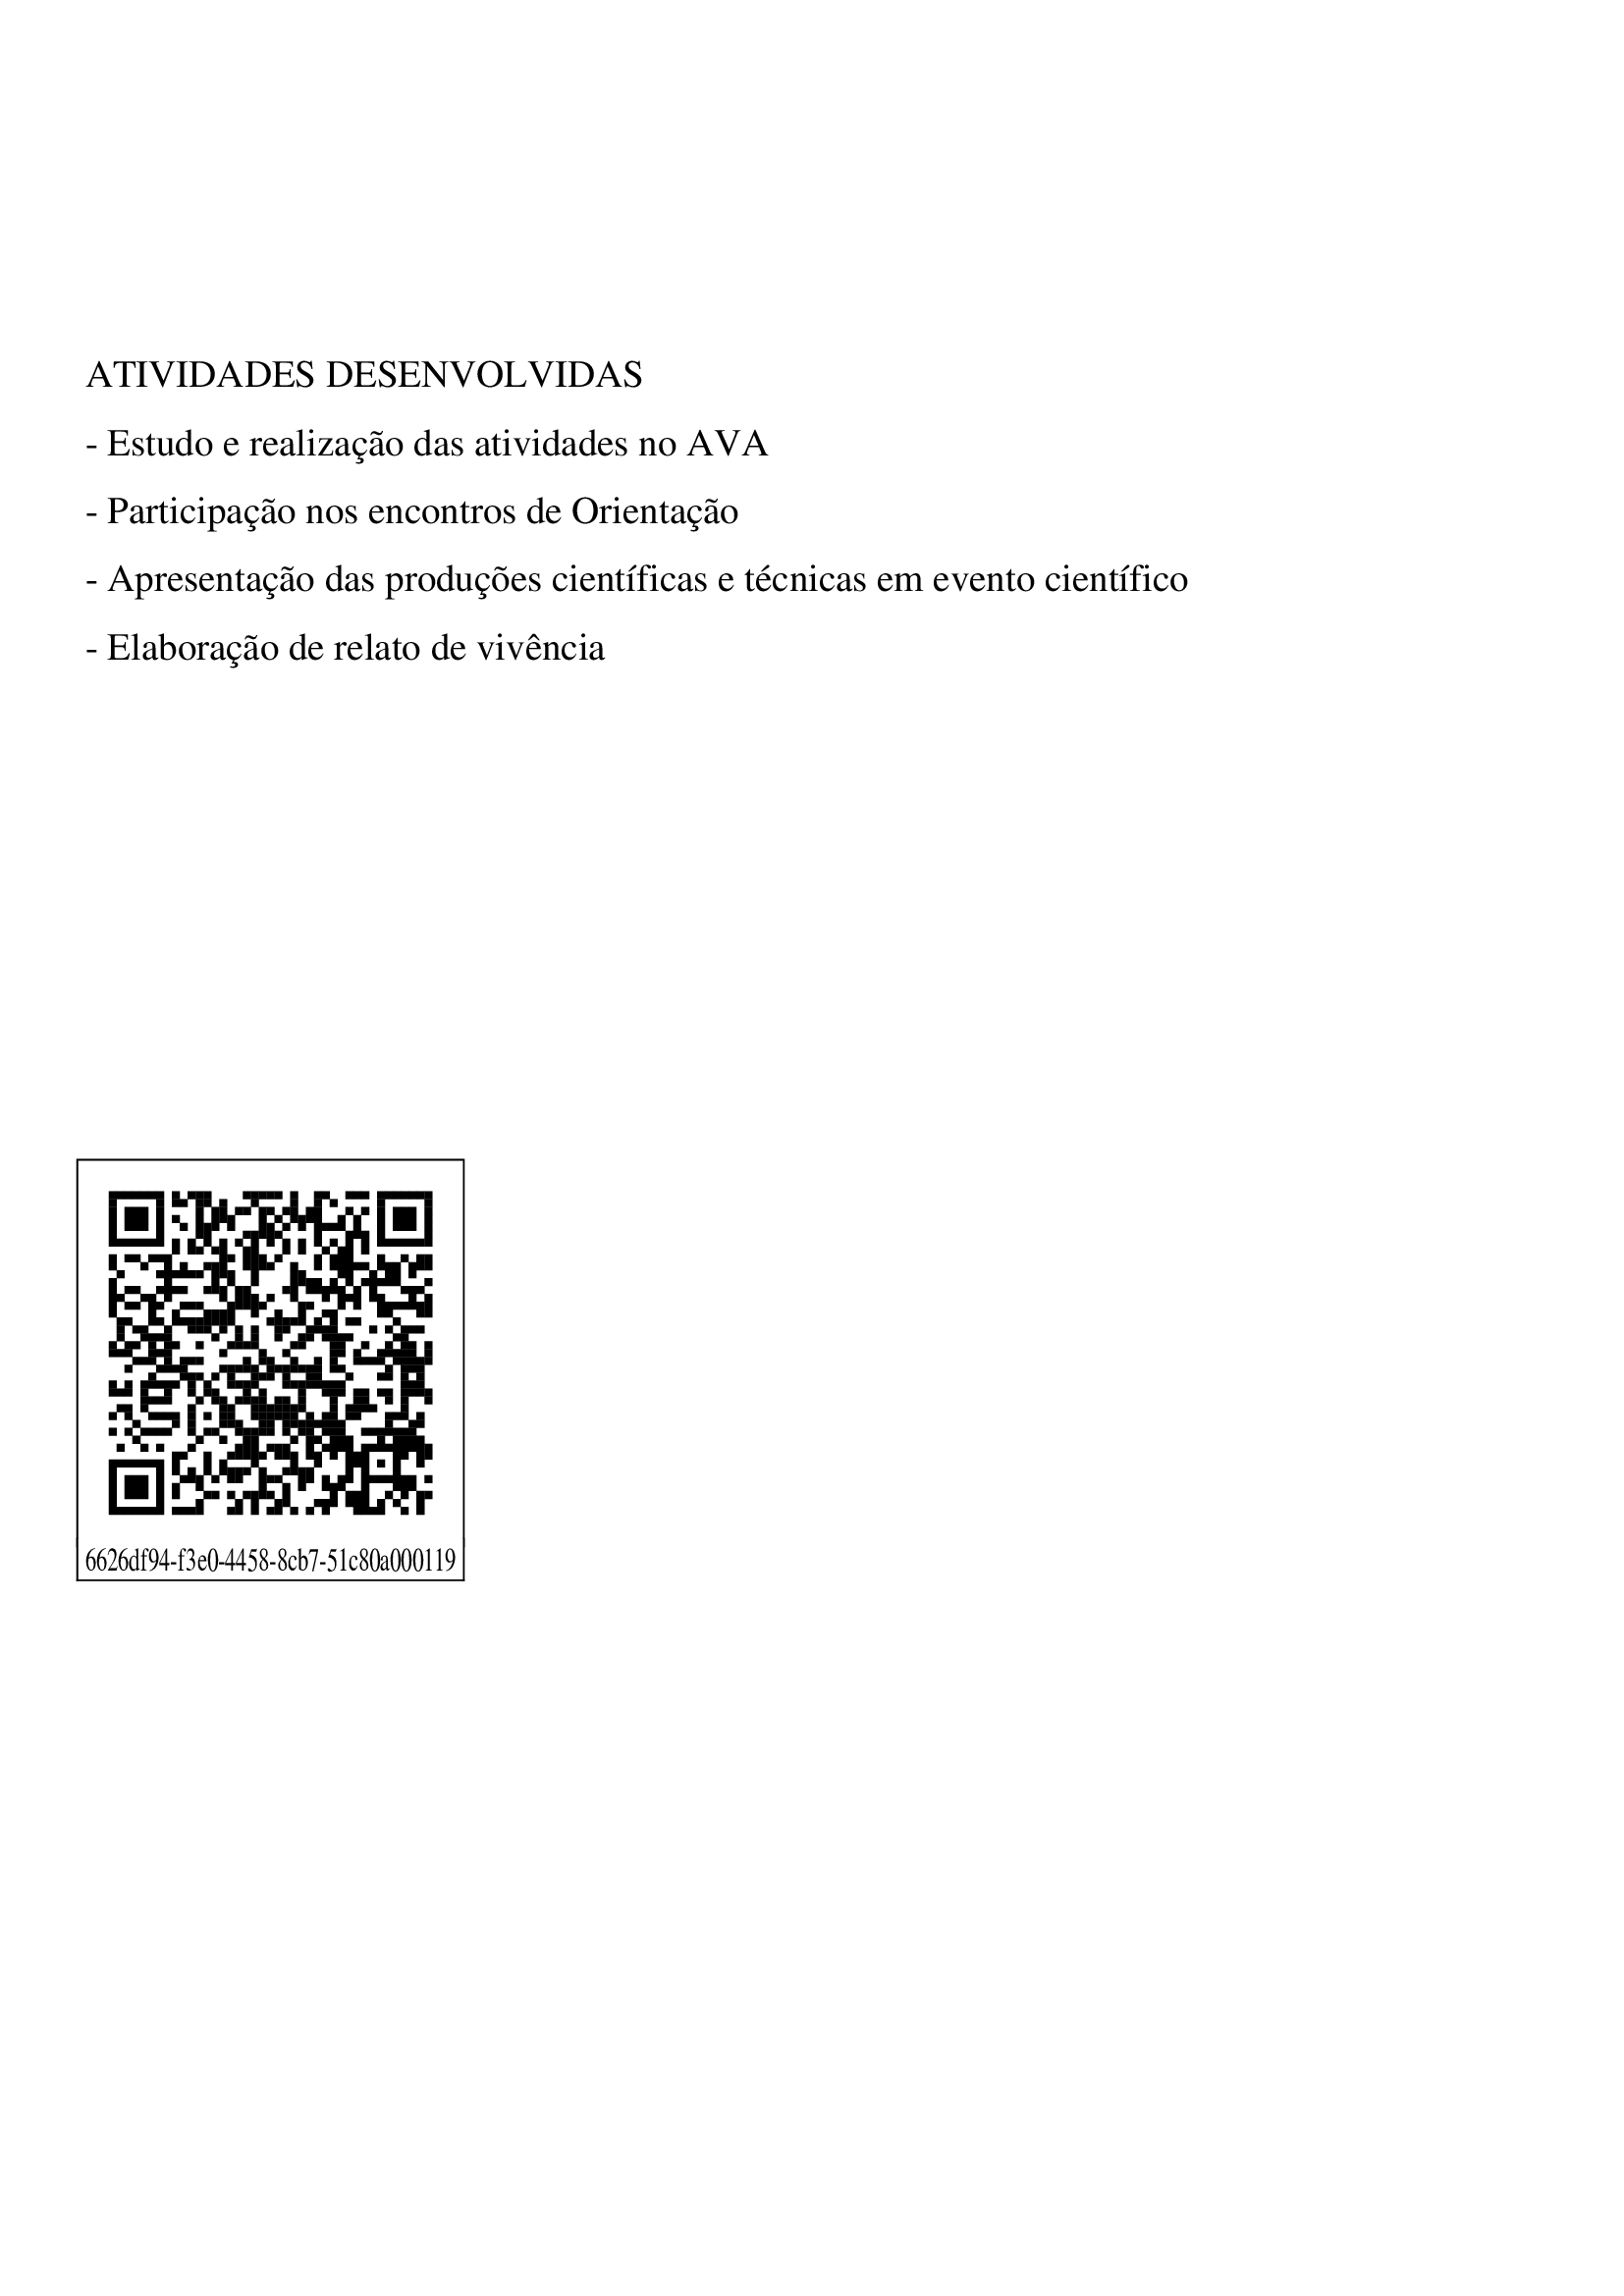 ATIVIDADES DESENVOLVIDAS
- Estudo e realização das atividades no AVA
- Participação nos encontros de Orientação
- Apresentação das produções científicas e técnicas em evento científico
- Elaboração de relato de vivência
6626df94-f3e0-4458-8cb7-51c80a000119